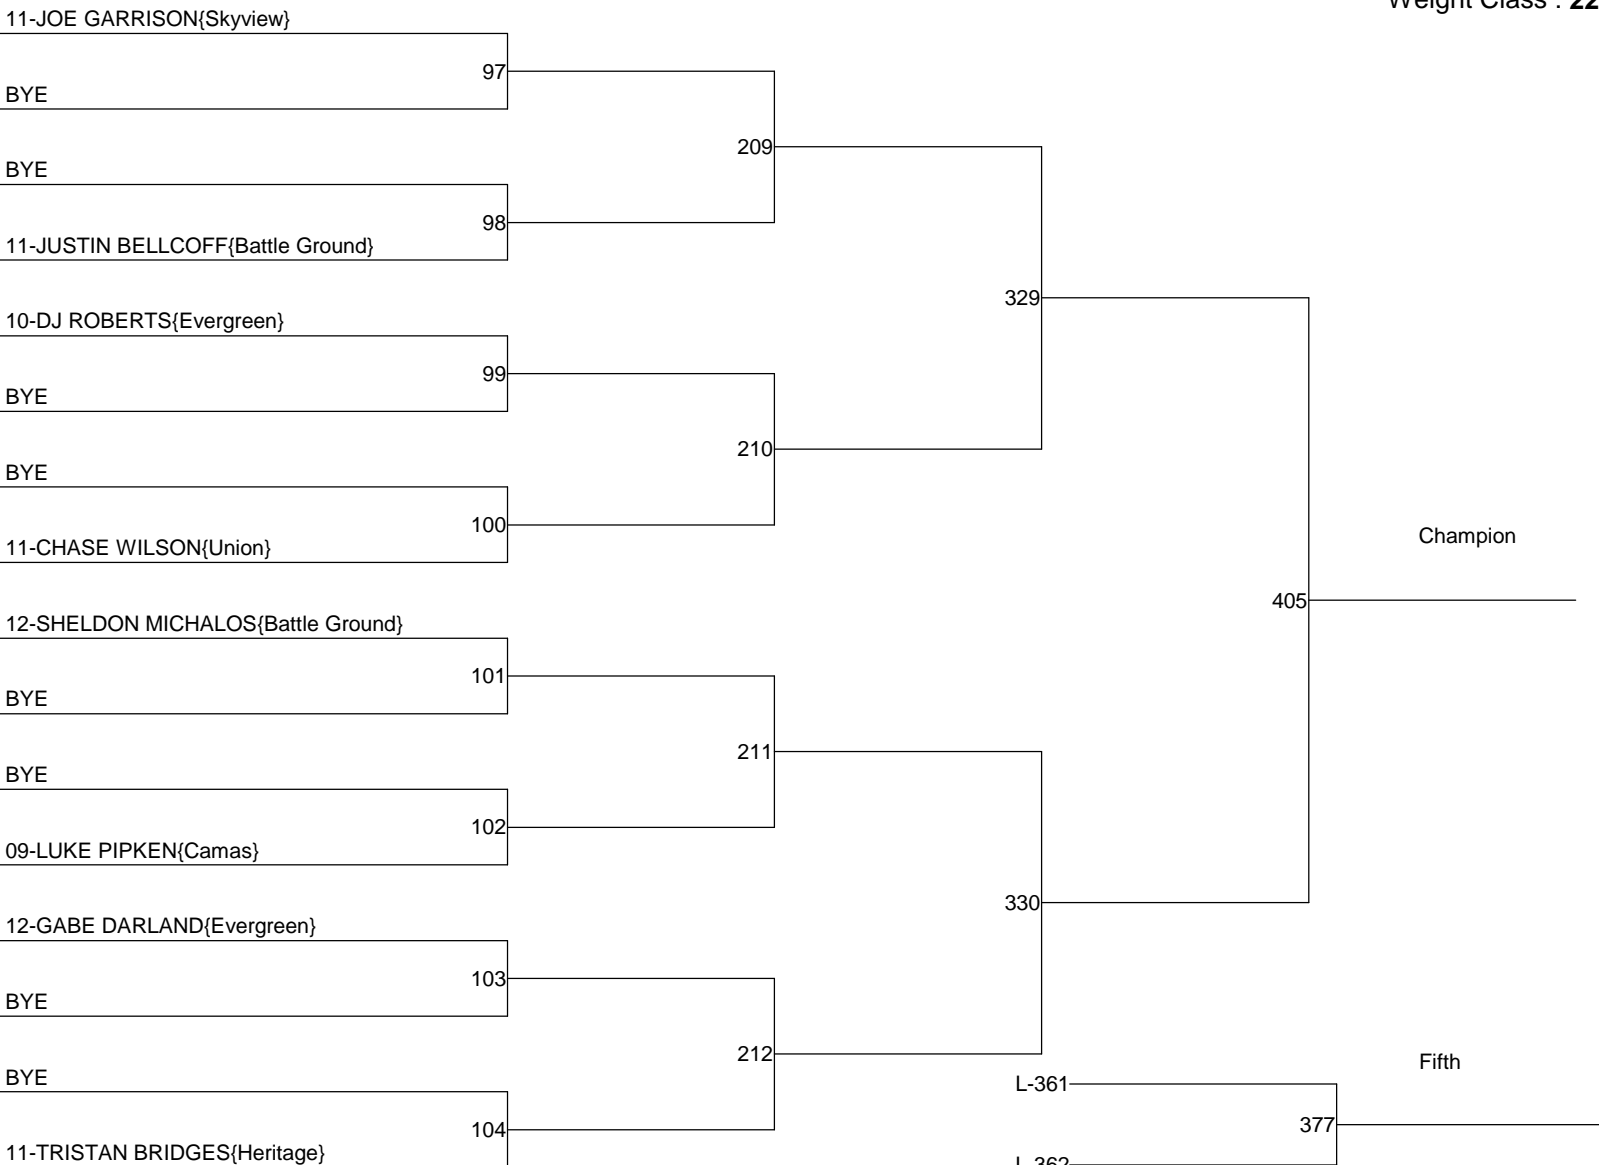 Weight Class : 22
11-JOE GARRISON{Skyview}
97
BYE
209
BYE
98
11-JUSTIN BELLCOFF{Battle Ground}
329
10-DJ ROBERTS{Evergreen}
99
BYE
210
BYE
100
11-CHASE WILSON{Union}
Champion
405
12-SHELDON MICHALOS{Battle Ground}
101
BYE
211
BYE
102
09-LUKE PIPKEN{Camas}
330
12-GABE DARLAND{Evergreen}
103
BYE
212
Fifth
BYE
L-361
104
377
11-TRISTAN BRIDGES{Heritage}
L-362